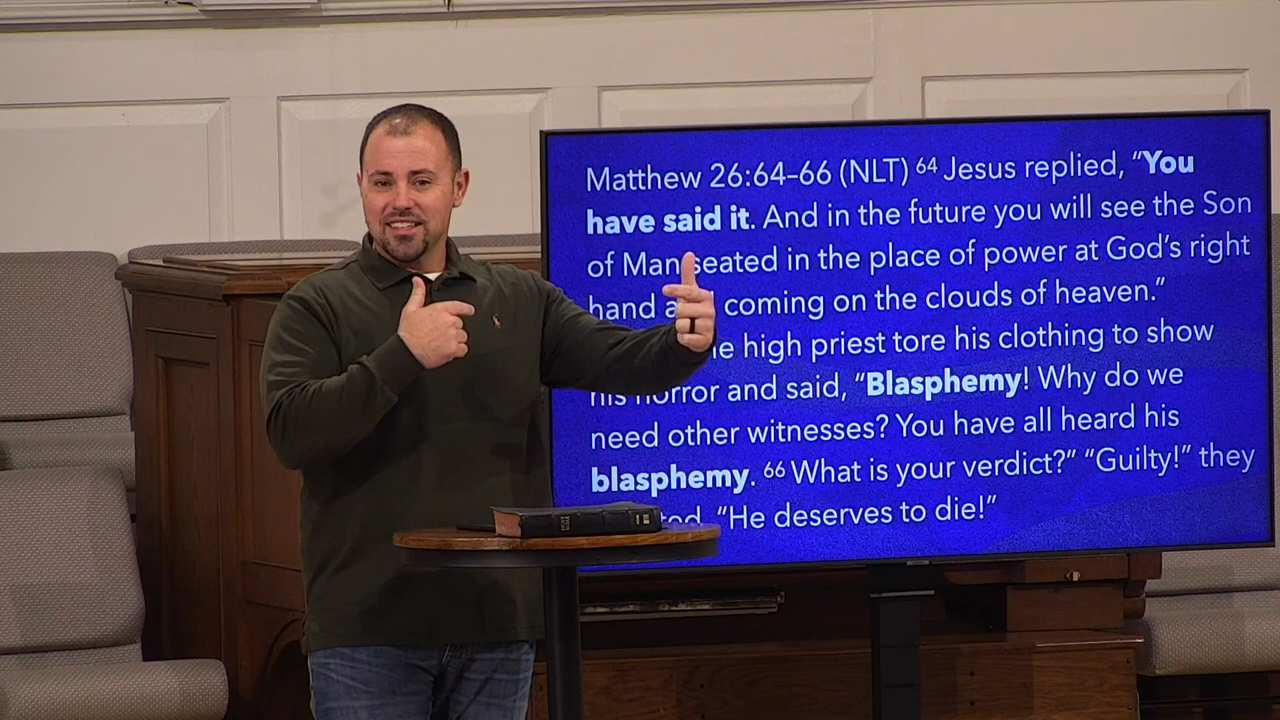 Matthew 26:64–66 (NLT) 64 Jesus replied, “You
have said it. And in the future you will see the Son
of Man seated in the place of power at God’s right
hand coming on the clouds of heaven.”
high priest tore his clothing to show
his horror and said, “Blasphemy! Why do we
need other witnesses? You have all heard his
blasphemy. 66 What is your verdict?” “Guilty!” they
“He deserves to die!”
HOLY BIBLE